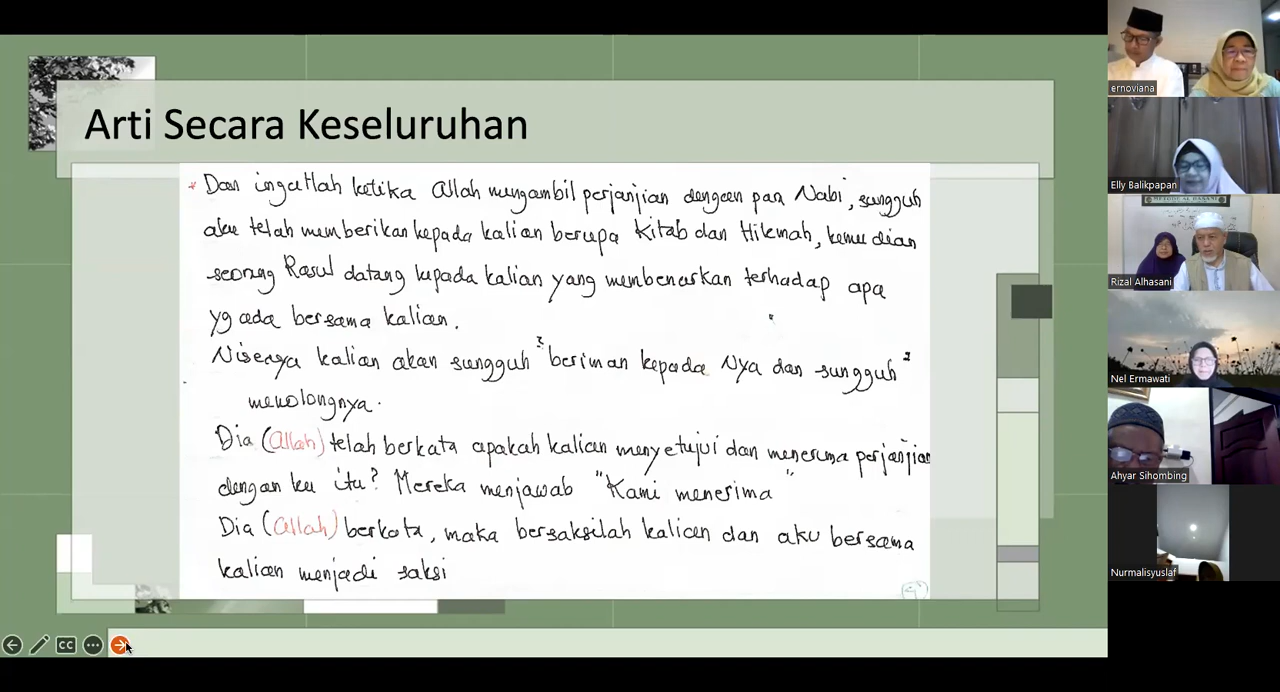 Arti Secara Keseluruhan
* Dan ingatlah ketika Allah mengambil perjanjian dengan para Nabi, sungguh
aku telah memberikan kepada kalian berupa Kitab dan Hikmah, kemudian
seorang Rasul datang kepada kalian yang membenarkan terhadap apa
yg ada bersama kalian.
Niscaya kalian akan sungguh² beriman kepada Nya dan sungguh²
menolongnya.
Dia (Allah) telah berkata apakah kalian menyetujui dan menerima perjanjian
dengan ku itu? Mereka menjawab "Kami menerima"
Dia (Allah) berkata, maka bersaksilah kalian dan aku bersama
kalian menjadi saksi
CC
ernoviana
Elly Balikpapan
Rizal Alhasani
Nel Ermawati
Ahyar Sihombing
Nurmalisyuslaf